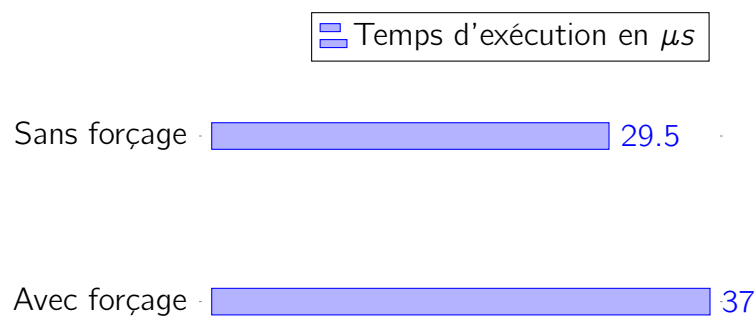 Temps d'exécution en μs
Sans forçage
29.5
Avec forçage
37